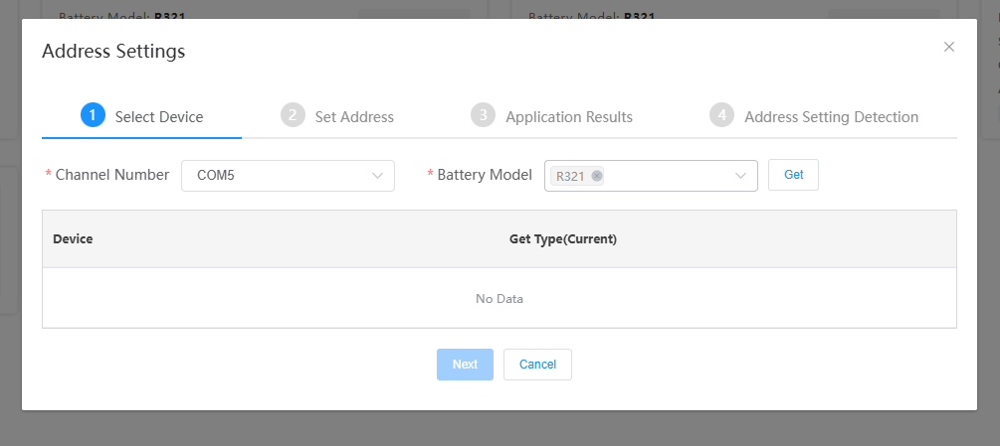 Battery Model: R321
Battery Model: R321
Address Settings
1 Select Device
2 Set Address
3 Application Results
4 Address Setting Detection
* Channel Number COM5
* Battery Model R321 Get
Device Get Type(Current)
No Data
Next Cancel